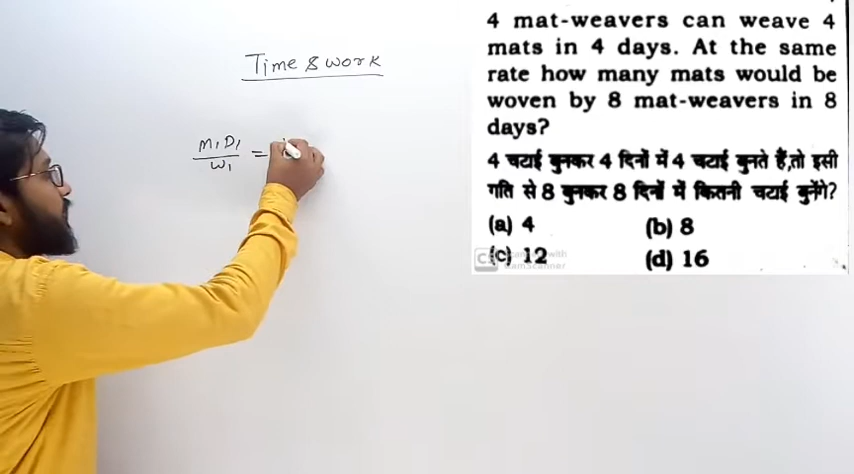 Time & work
M₁D₁
W₁
=
4 mat-weavers can weave 4
mats in 4 days. At the same
rate how many mats would be
woven by 8 mat-weavers in 8
days?
4 चटाई बुनकर 4 दिनों में 4 चटाई बुनते हैं,तो इसी
गति से 8 बुनकर 8 दिनों में कितनी चटाई बुनेंगे?
(a) 4 (b) 8
(c) 12 (d) 16